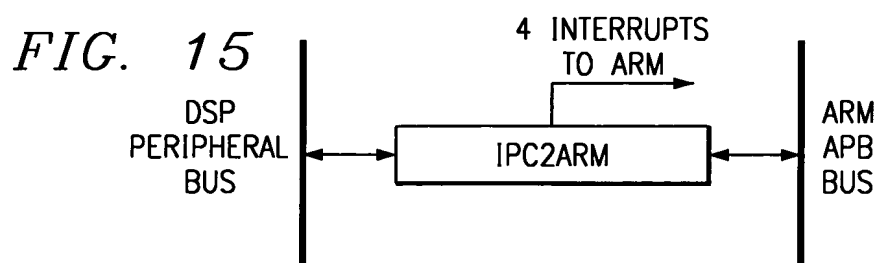 FIG. 15
4 INTERRUPTS
TO ARM
DSP
PERIPHERAL
BUS
IPC2ARM
ARM
APB
BUS